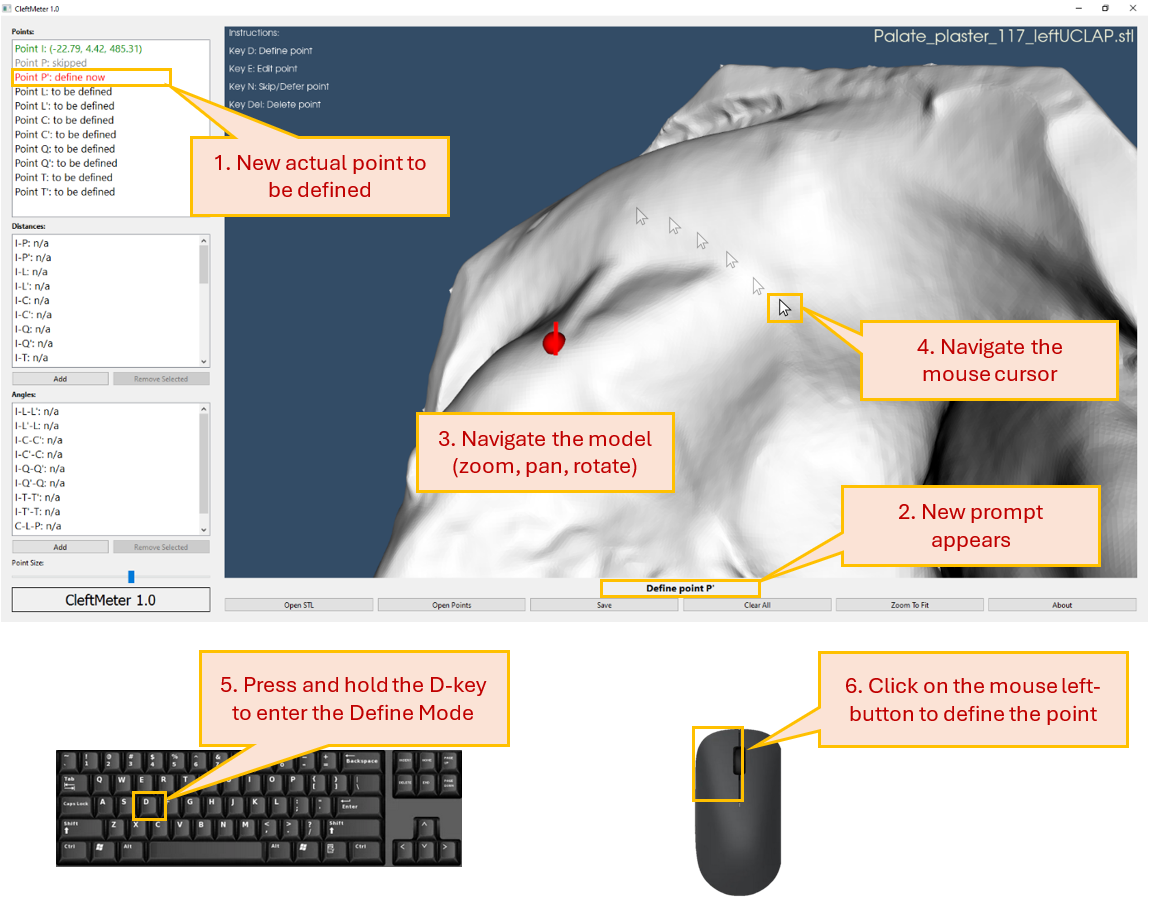 CleftMeter 1.0
Points:
Point I: (-22.79, 4.42, 485.31)
Point P: skipped
Point P': define now
Point L: to be defined
Point L': to be defined
Point C: to be defined
Point C': to be defined
Point Q: to be defined
Point Q': to be defined
Point T: to be defined
Point T': to be defined
Distances:
I-P: n/a
I-P': n/a
I-L: n/a
I-L': n/a
I-C: n/a
I-C': n/a
I-Q: n/a
I-Q': n/a
I-T: n/a
Add
Remove Selected
Angles:
I-L-L': n/a
I-L'-L: n/a
I-C-C': n/a
I-C'-C: n/a
I-Q-Q': n/a
I-Q'-Q: n/a
I-T-T': n/a
I-T'-T: n/a
C-L-P: n/a
Add
Remove Selected
Point Size:
CleftMeter 1.0
Instructions:
Key D: Define point
Key E: Edit point
Key N: Skip/Defer point
Key Del: Delete point
Palate_plaster_117_leftUCLAP.stl
1. New actual point to
be defined
4. Navigate the
mouse cursor
3. Navigate the model
(zoom, pan, rotate)
2. New prompt
appears
Define point P'
Open STL
Open Points
Save
Clear All
Zoom To Fit
About
5. Press and hold the D-key
to enter the Define Mode
6. Click on the mouse left-
button to define the point
Backspace
Tab Q W E R T I O P
Caps Lock A S D G H J K L Enter
Shift Z X C V B N M Shift
Ctrl Alt Alt Ctrl